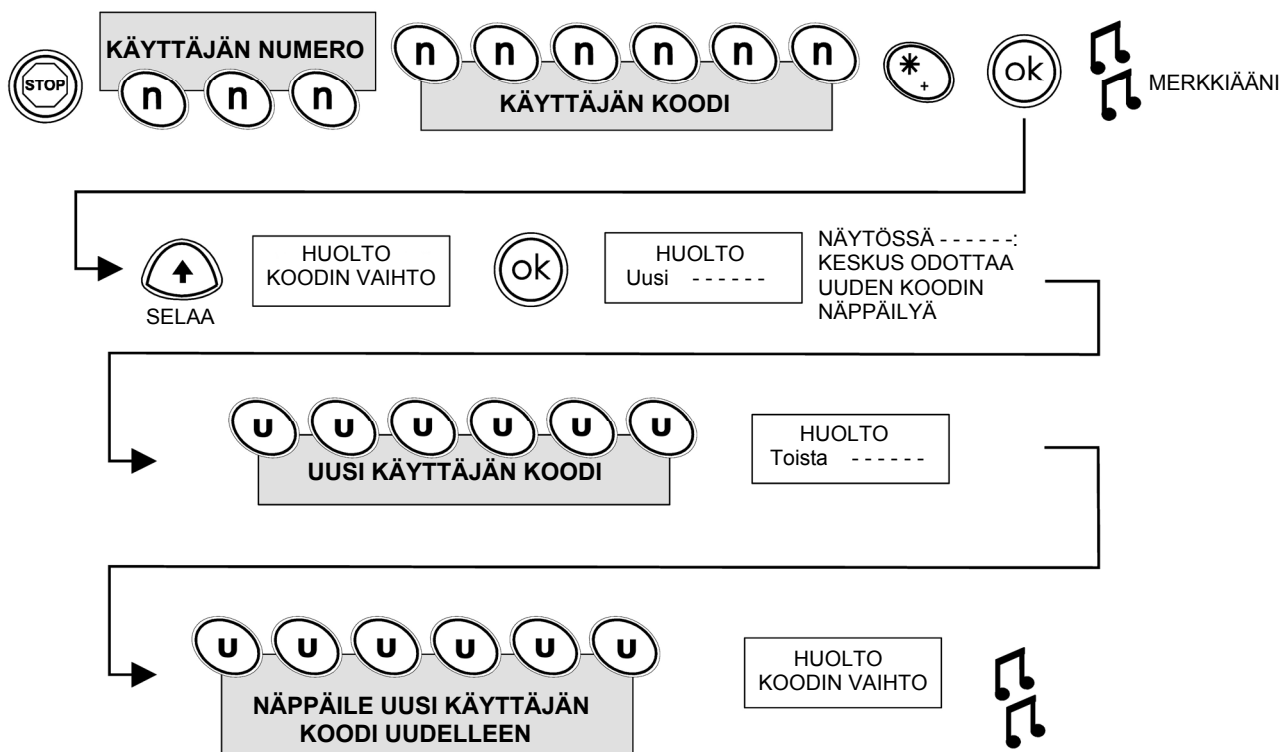 STOP
KÄYTTÄJÄN NUMERO
n n n
n n n n n n
KÄYTTÄJÄN KOODI
*
+
ok
MERKKIÄÄNI
SELAA
HUOLTO
KOODIN VAIHTO
ok
HUOLTO
Uusi - - - - - -
NÄYTÖSSÄ - - - - - -:
KESKUS ODOTTAA
UUDEN KOODIN
NÄPPÄILYÄ
u u u u u u
UUSI KÄYTTÄJÄN KOODI
HUOLTO
Toista - - - - - -
u u u u u u
NÄPPÄILE UUSI KÄYTTÄJÄN
KOODI UUDELLEEN
HUOLTO
KOODIN VAIHTO